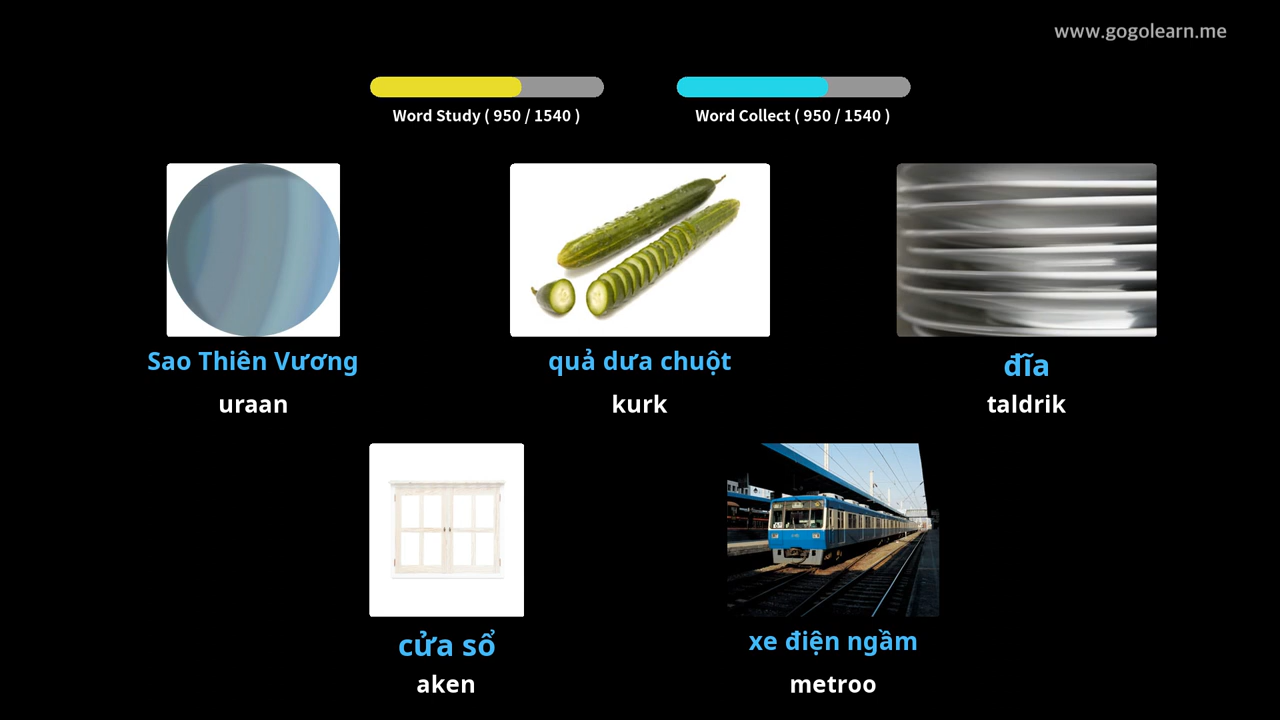 www.gogolearn.me
Word Study ( 950 / 1540 )
Word Collect ( 950 / 1540 )
Sao Thiên Vương
uraan
quả dưa chuột
kurk
đĩa
taldrik
cửa sổ
aken
xe điện ngầm
metroo